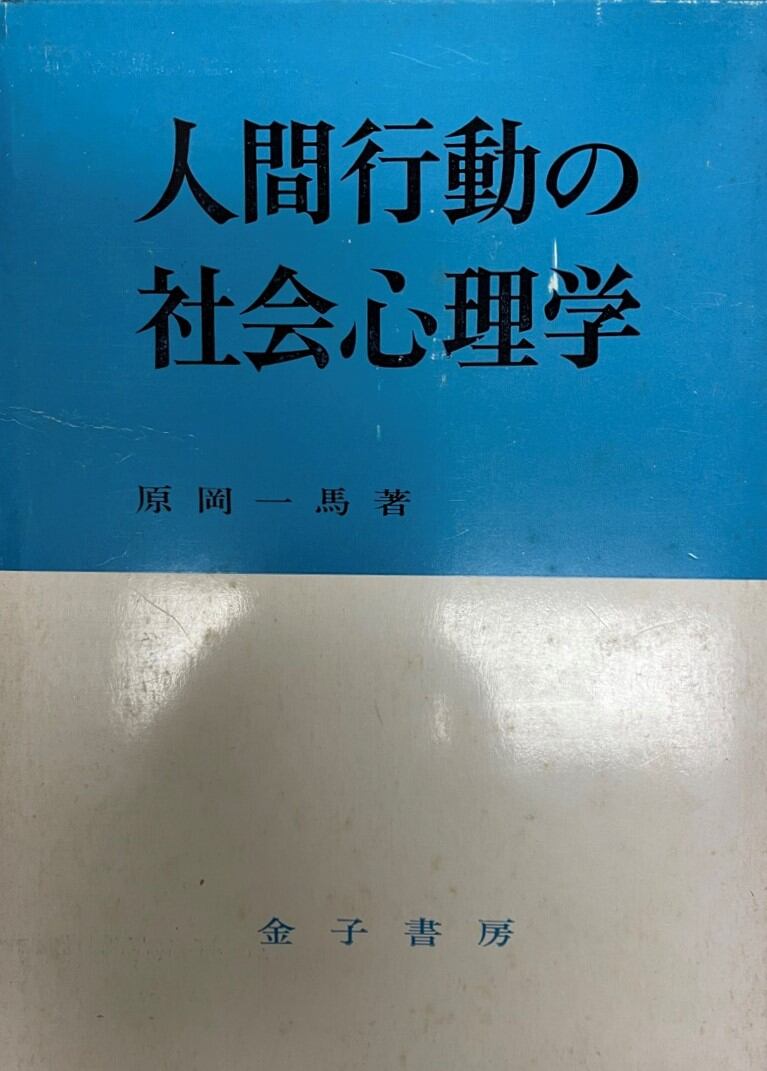 人間行動の
社会心理学
原岡一馬著
金子書房